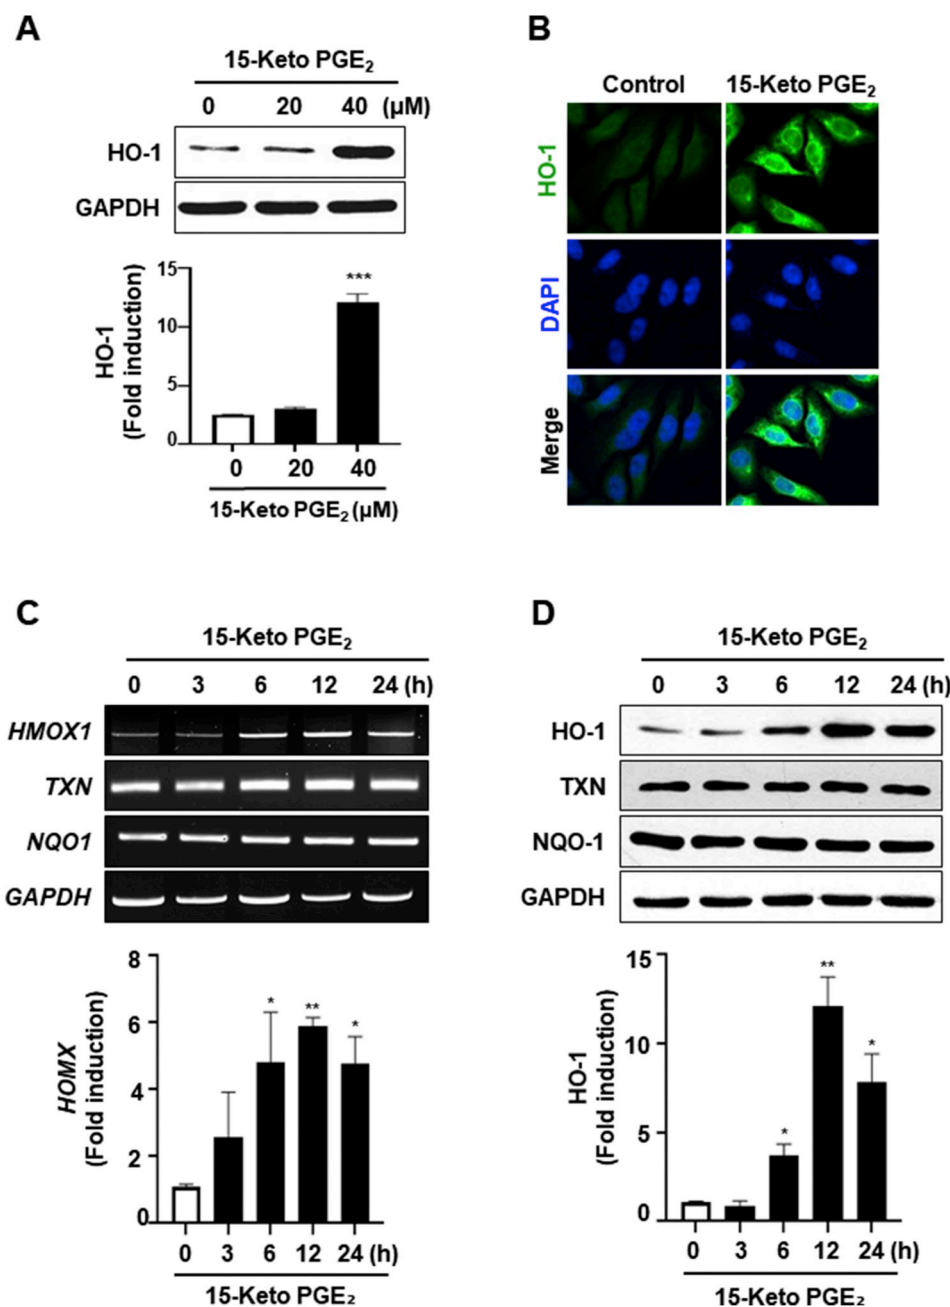 A
15-Keto PGE₂
0 20 40 (µM)
HO-1
GAPDH
HO-1
(Fold induction)
15
10
5
0
***
0 20 40
15-Keto PGE₂ (µM)
B
Control 15-Keto PGE₂
HO-1
DAPI
Merge
C
15-Keto PGE₂
0 3 6 12 24 (h)
HMOX1
TXN
NQO1
GAPDH
HOMX
(Fold induction)
8
6
4
2
0
* ** *
0 3 6 12 24 (h)
15-Keto PGE₂
D
15-Keto PGE₂
0 3 6 12 24 (h)
HO-1
TXN
NQO-1
GAPDH
HO-1
(Fold induction)
15
10
5
0
* ** *
0 3 6 12 24 (h)
15-Keto PGE₂